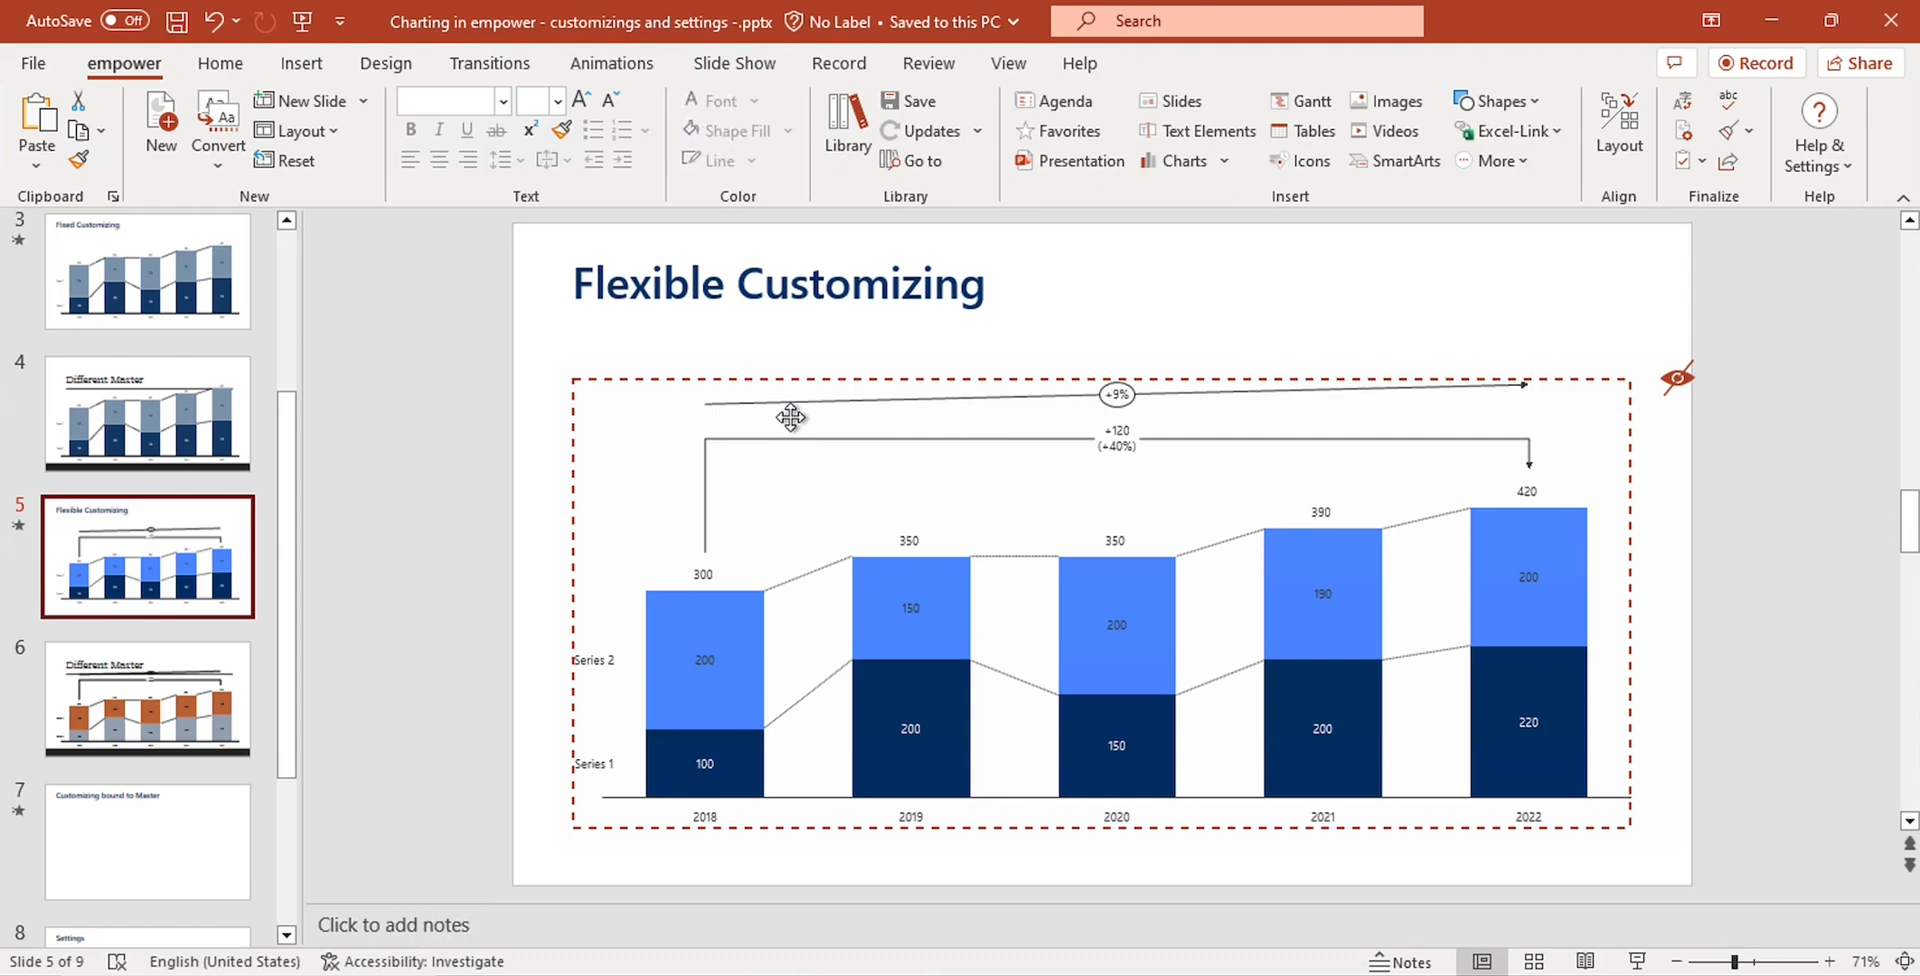 AutoSave Off Charting in empower - customizings and settings -.pptx No Label • Saved to this PC Search
File empower Home Insert Design Transitions Animations Slide Show Record Review View Help Record Share
Paste
Clipboard
New
Convert
New Slide
Layout
Reset
New
B I U ab x²
Text
Font
Shape Fill
Line
Color
Library
Save
Updates
Go to
Library
Agenda
Favorites
Presentation
Slides
Text Elements
Charts
Gantt
Tables
Icons
Images
Videos
SmartArts
Shapes
Excel-Link
More
Insert
Layout
Align
abc
Finalize
Help &
Settings
Help
3
Fixed Customizing
4
Different Master
5
Flexible Customizing
6
Different Master
7
Customizing bound to Master
8
Settings
Flexible Customizing
+9%
+120
(+40%)
300 350 350 390 420
Series 2 200 150 200 190 200
Series 1 100 200 150 200 220
2018 2019 2020 2021 2022
Click to add notes
Slide 5 of 9 English (United States) Accessibility: Investigate Notes 71%